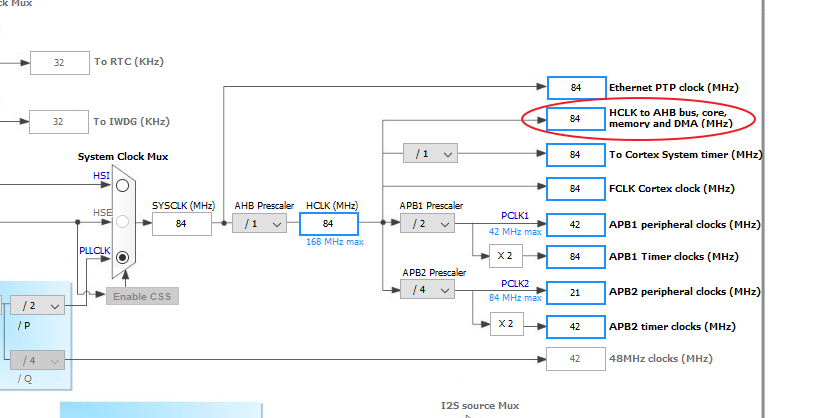 ck Mux
32 To RTC (KHz)
84 Ethernet PTP clock (MHz)
84 HCLK to AHB bus, core,
memory and DMA (MHz)
32 To IWDG (KHz)
System Clock Mux
/ 1 84 To Cortex System timer (MHz)
HSI
84 FCLK Cortex clock (MHz)
SYSCLK (MHz) AHB Prescaler HCLK (MHz) APB1 Prescaler
HSE PCLK1
84 / 1 84 / 2 42 APB1 peripheral clocks (MHz)
168 MHz max 42 MHz max
PLLCLK
X 2 84 APB1 Timer clocks (MHz)
APB2 Prescaler
PCLK2
/ 4 21 APB2 peripheral clocks (MHz)
Enable CSS 84 MHz max
/ 2
/ P X 2 42 APB2 timer clocks (MHz)
/ 4 42 48MHz clocks (MHz)
/ Q
I2S source Mux